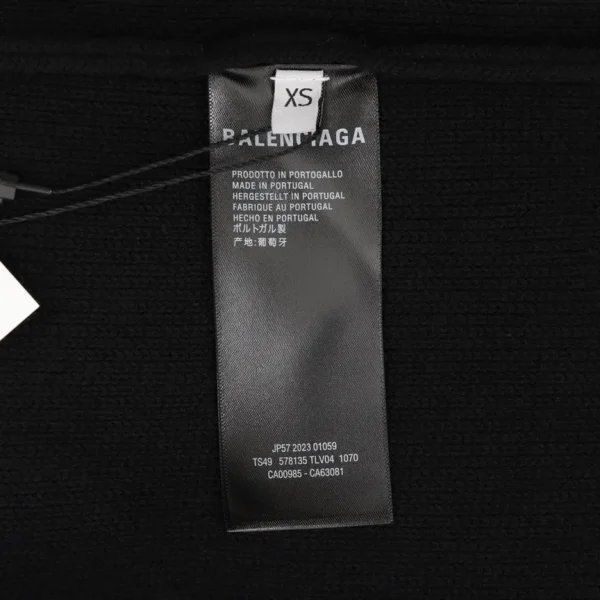 XS
BALENCIAGA
PRODOTTO IN PORTOGALLO
MADE IN PORTUGAL
HERGESTELLT IN PORTUGAL
FABRIQUE AU PORTUGAL
HECHO EN PORTUGAL
ポルトガル製
产地:葡萄牙
JP57 2023 01059
TS49 578135 TLV04 1070
CA00985 - CA63081